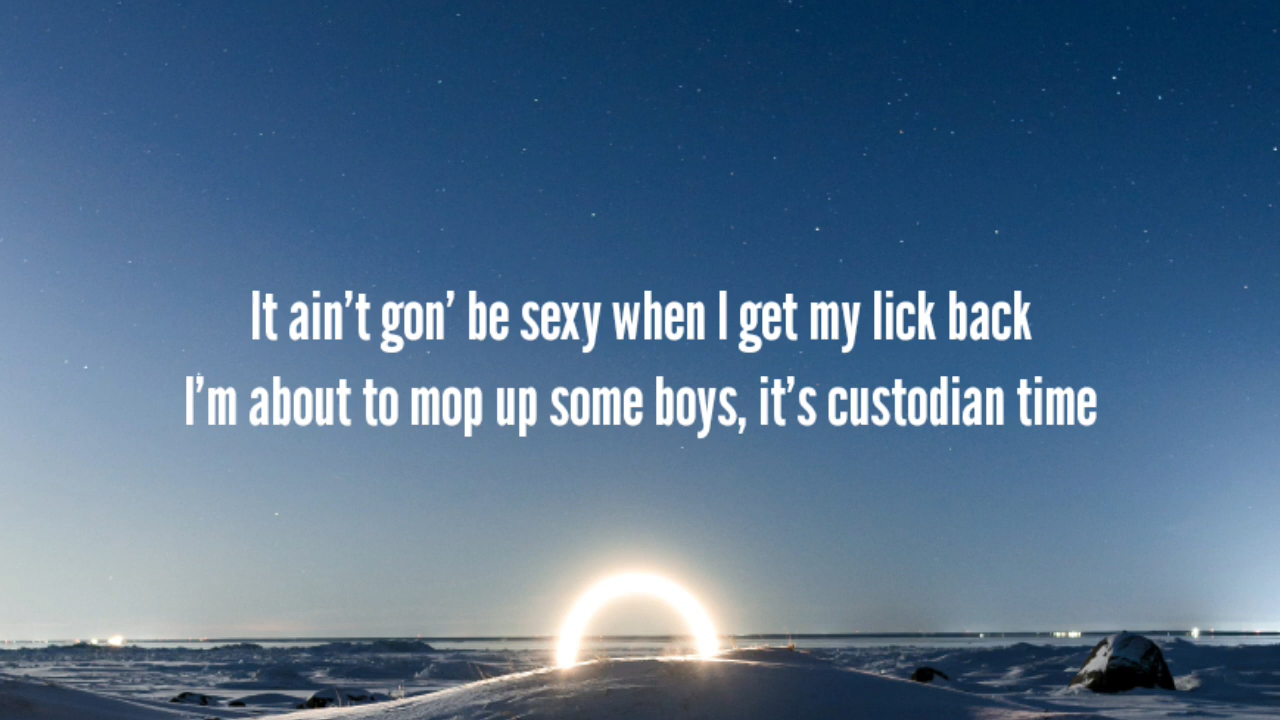 It ain’t gon’ be sexy when I get my lick back
I’m about to mop up some boys, it’s custodian time